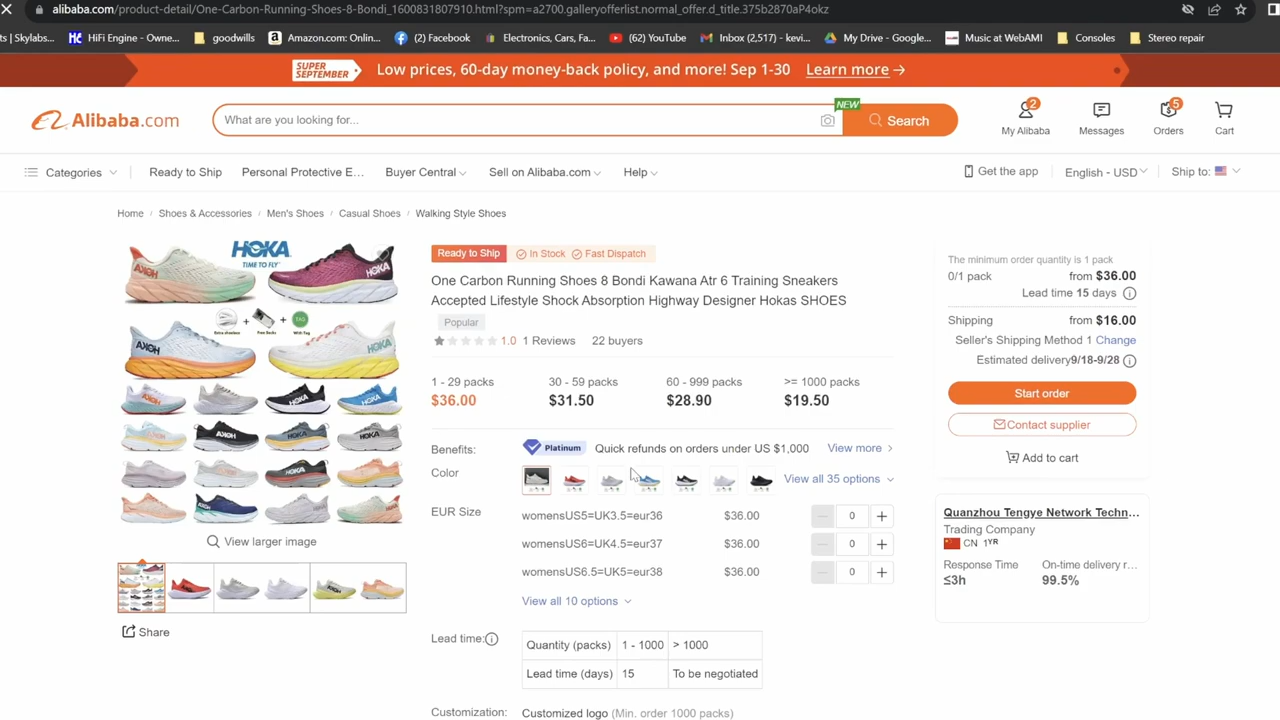 alibaba.com/product-detail/One-Carbon-Running-Shoes-8-Bondi_1600831807910.html?spm=a2700.galleryofferlist.normal_offer.d_title.375b2870aP4okz
ts | Skylabs...
HiFi Engine - Owne...
goodwills
Amazon.com: Onlin...
(2) Facebook
Electronics, Cars, Fa...
(62) YouTube
Inbox (2,517) - kevi...
My Drive - Google...
Music at WebAMI
Consoles
Stereo repair
SUPER SEPTEMBER
Low prices, 60-day money-back policy, and more! Sep 1-30 Learn more →
Alibaba.com
What are you looking for...
NEW
Search
2
My Alibaba
Messages
5
Orders
Cart
Categories
Ready to Ship
Personal Protective E...
Buyer Central
Sell on Alibaba.com
Help
Get the app
English - USD
Ship to:
Home / Shoes & Accessories / Men's Shoes / Casual Shoes / Walking Style Shoes
HOKA
TIME TO FLY
HOKA
HOKA
Ready to Ship
In Stock
Fast Dispatch
One Carbon Running Shoes 8 Bondi Kawana Atr 6 Training Sneakers
Accepted Lifestyle Shock Absorption Highway Designer Hokas SHOES
Popular
1.0 1 Reviews 22 buyers
1 - 29 packs
$36.00
30 - 59 packs
$31.50
60 - 999 packs
$28.90
>= 1000 packs
$19.50
Benefits:
Platinum
Quick refunds on orders under US $1,000
View more >
Color
View all 35 options
EUR Size
womensUS5=UK3.5=eur36 $36.00 — 0 +
womensUS6=UK4.5=eur37 $36.00 — 0 +
womensUS6.5=UK5=eur38 $36.00 — 0 +
View all 10 options
View larger image
Share
Lead time:
Quantity (packs) 1 - 1000 > 1000
Lead time (days) 15 To be negotiated
Customization: Customized logo (Min. order 1000 packs)
The minimum order quantity is 1 pack
0/1 pack from $36.00
Lead time 15 days
Shipping from $16.00
Seller's Shipping Method 1 Change
Estimated delivery9/18-9/28
Start order
Contact supplier
Add to cart
Quanzhou Tengye Network Techn...
Trading Company
CN 1YR
Response Time
≤3h
On-time delivery r...
99.5%